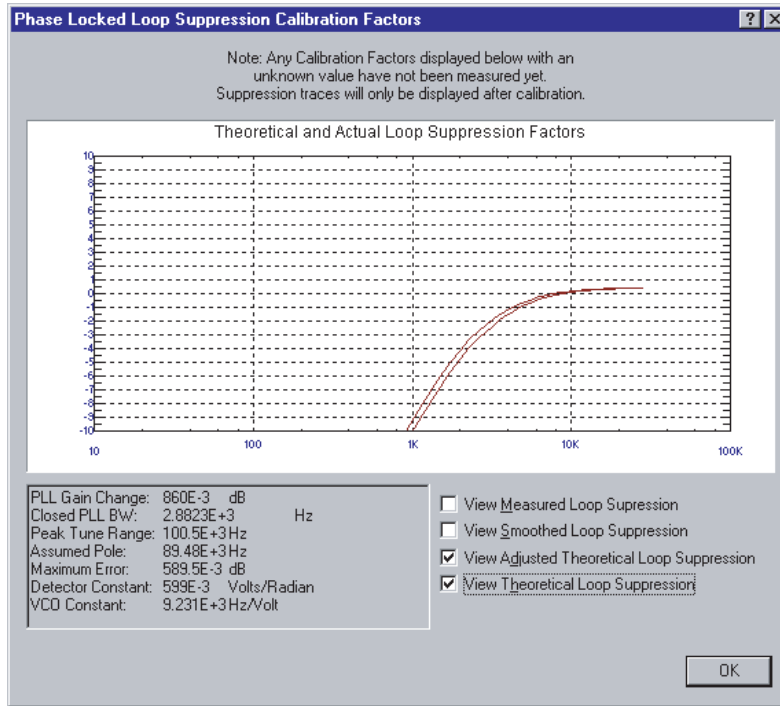 Phase Locked Loop Suppression Calibration Factors
Note: Any Calibration Factors displayed below with an
unknown value have not been measured yet.
Suppression traces will only be displayed after calibration.
Theoretical and Actual Loop Suppression Factors
10
9
8
7
6
5
4
3
2
1
0
-1
-2
-3
-4
-5
-6
-7
-8
-9
-10
10
100
1K
10K
100K
PLL Gain Change: 860E-3 dB
Closed PLL BW: 2.8823E+3 Hz
Peak Tune Range: 100.5E+3 Hz
Assumed Pole: 89.48E+3 Hz
Maximum Error: 589.5E-3 dB
Detector Constant: 599E-3 Volts/Radian
VCO Constant: 9.231E+3 Hz/Volt
View Measured Loop Supression
View Smoothed Loop Suppression
View Adjusted Theoretical Loop Suppression
View Theoretical Loop Suppression
OK